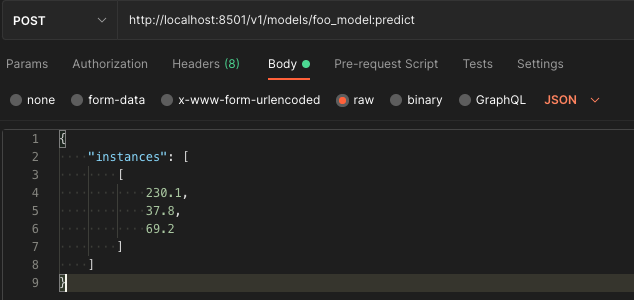 POST http://localhost:8501/v1/models/foo_model:predict
Params Authorization Headers (8) Body Pre-request Script Tests Settings
none form-data x-www-form-urlencoded raw binary GraphQL JSON
1 {
2 "instances": [
3 [
4 230.1,
5 37.8,
6 69.2
7 ]
8 ]
9 }